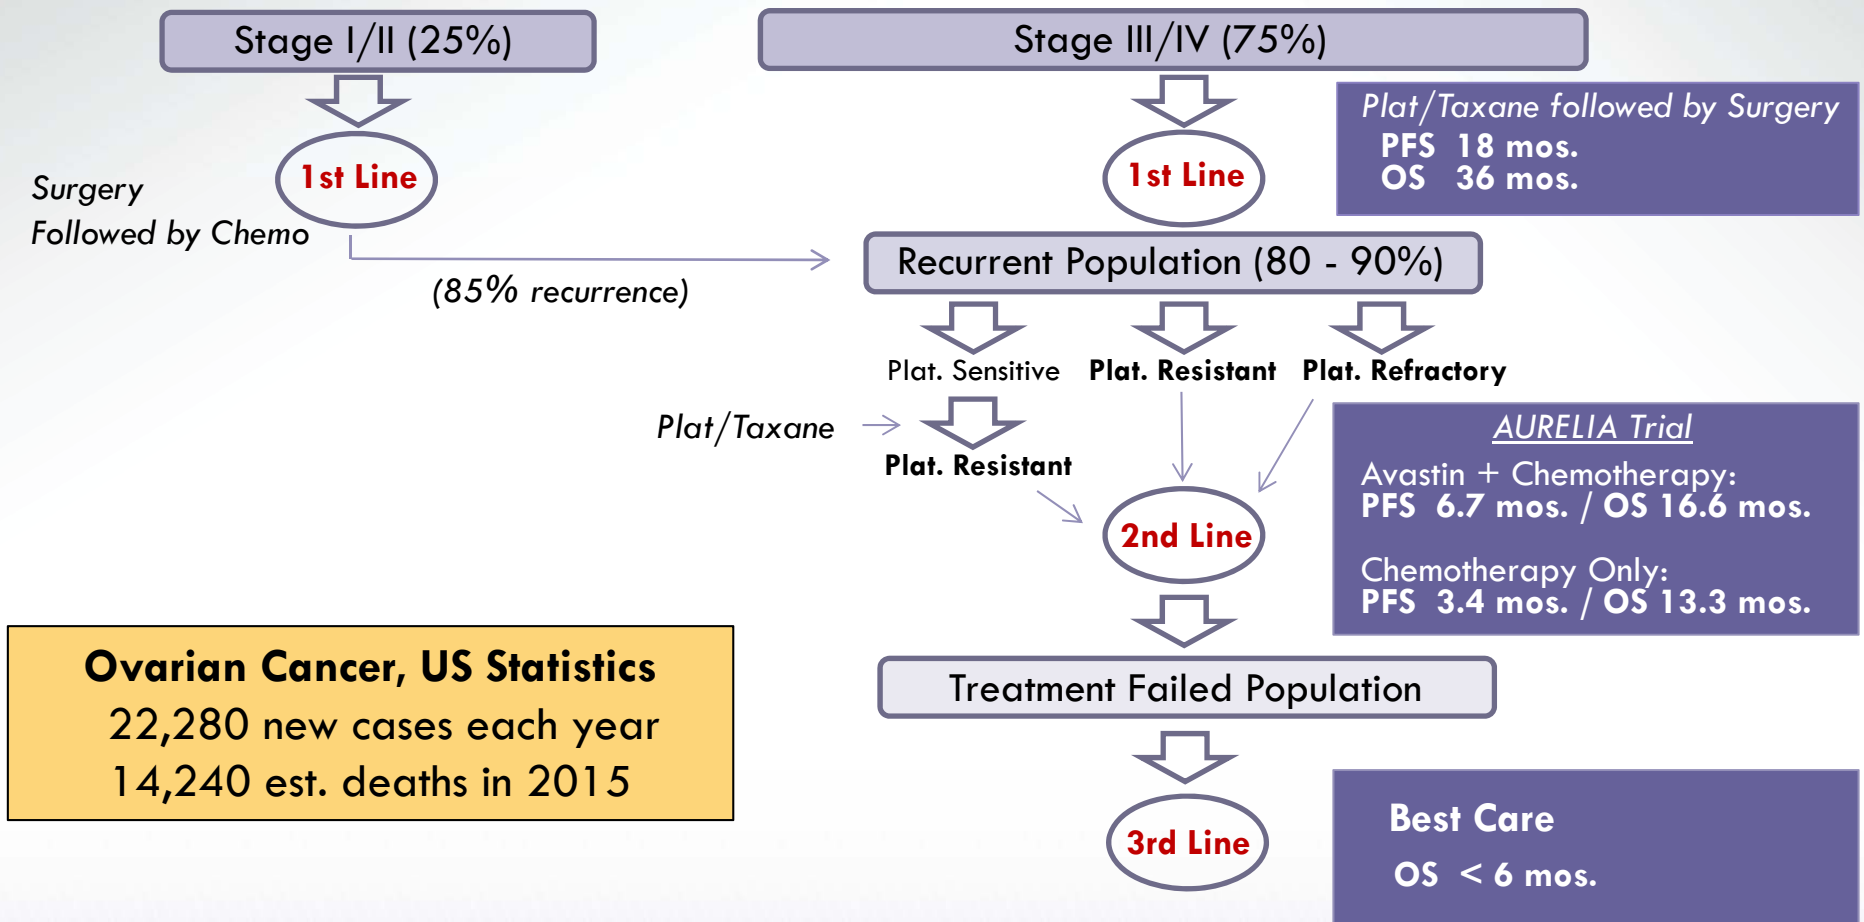 Stage I/II (25%)
Stage III/IV (75%)
Plat/Taxane followed by Surgery
PFS 18 mos.
OS 36 mos.
1st Line
1st Line
Surgery
Followed by Chemo
(85% recurrence)
Recurrent Population (80 - 90%)
Plat. Sensitive
Plat. Resistant
Plat. Refractory
Plat/Taxane
Plat. Resistant
AURELIA Trial
Avastin + Chemotherapy:
PFS 6.7 mos. / OS 16.6 mos.
Chemotherapy Only:
PFS 3.4 mos. / OS 13.3 mos.
2nd Line
Ovarian Cancer, US Statistics
22,280 new cases each year
14,240 est. deaths in 2015
Treatment Failed Population
3rd Line
Best Care
OS < 6 mos.